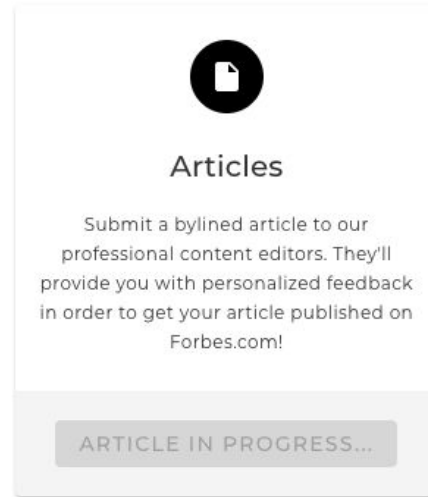 Articles
Submit a bylined article to our
professional content editors. They'll
provide you with personalized feedback
in order to get your article published on
Forbes.com!
ARTICLE IN PROGRESS...